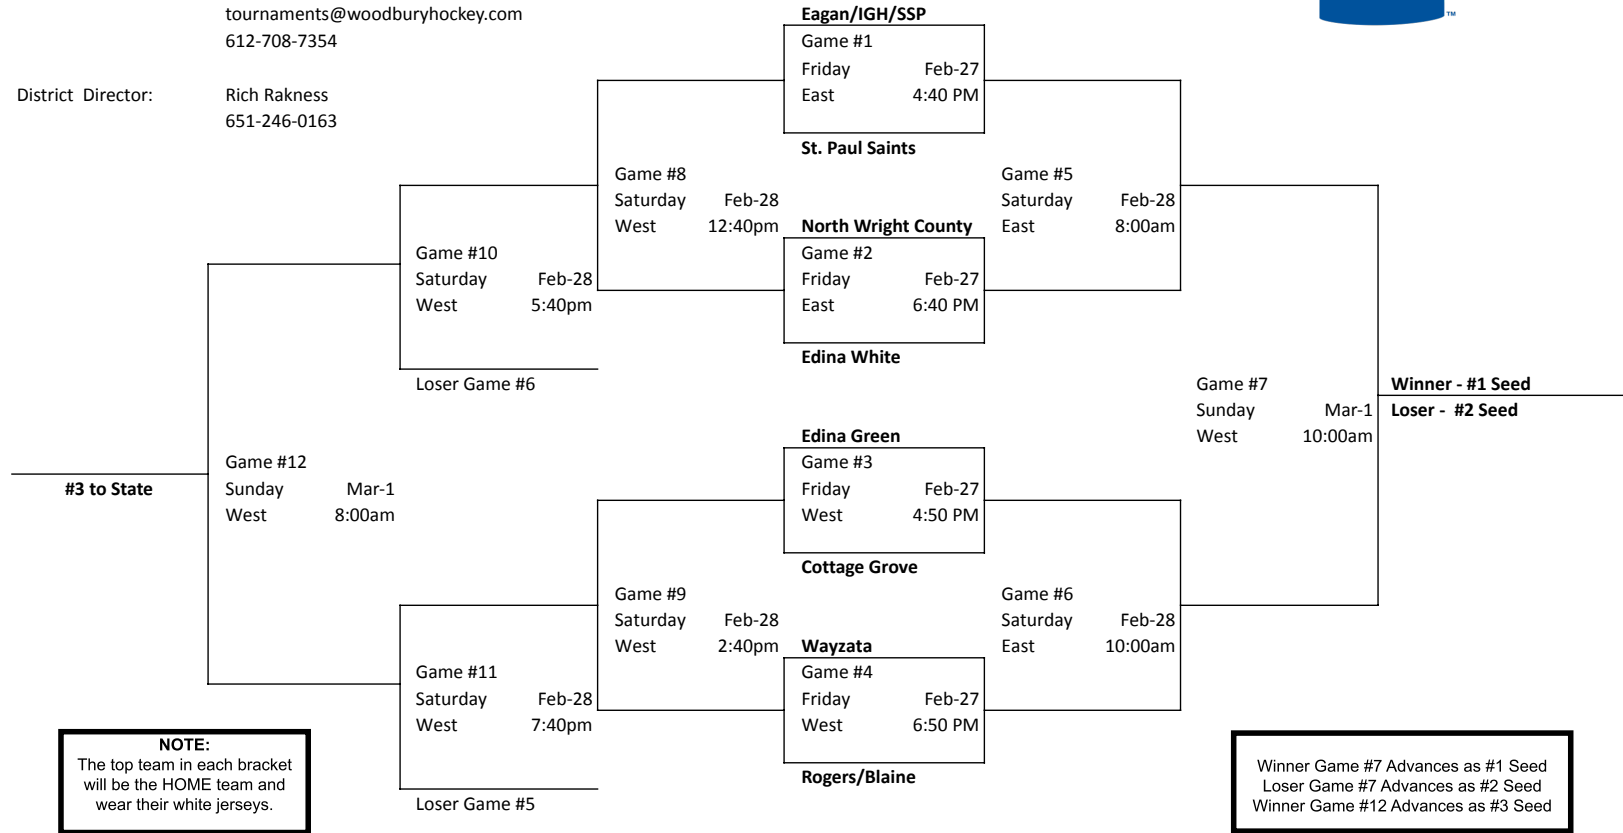 tournaments@woodburyhockey.com
612-708-7354
District Director: Rich Rakness
651-246-0163
™
Eagan/IGH/SSP
Game #1
Friday Feb-27
East 4:40 PM
St. Paul Saints
Game #8
Saturday Feb-28
West 12:40pm
Game #5
Saturday Feb-28
East 8:00am
North Wright County
Game #2
Friday Feb-27
East 6:40 PM
Edina White
Game #10
Saturday Feb-28
West 5:40pm
Loser Game #6
Game #7
Sunday Mar-1
West 10:00am
Winner - #1 Seed
Loser - #2 Seed
Edina Green
Game #3
Friday Feb-27
West 4:50 PM
Cottage Grove
Game #12
Sunday Mar-1
West 8:00am
#3 to State
Game #9
Saturday Feb-28
West 2:40pm
Game #6
Saturday Feb-28
East 10:00am
Wayzata
Game #4
Friday Feb-27
West 6:50 PM
Rogers/Blaine
Game #11
Saturday Feb-28
West 7:40pm
Loser Game #5
NOTE:
The top team in each bracket
will be the HOME team and
wear their white jerseys.
Winner Game #7 Advances as #1 Seed
Loser Game #7 Advances as #2 Seed
Winner Game #12 Advances as #3 Seed